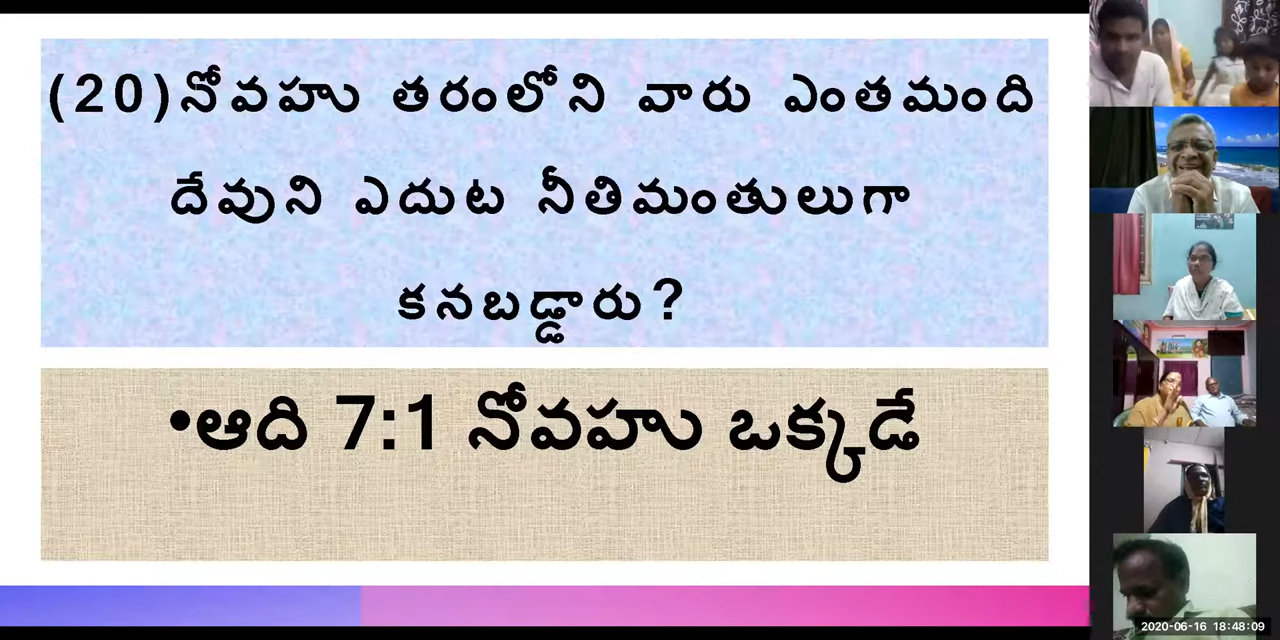 (20)నోవహు తరంలోని వారు ఎంతమంది
దేవుని ఎదుట నీతిమంతులుగా
కనబడ్డారు?
•ఆది 7:1 నోవహు ఒక్కడే
2020-06-16 18:48:09